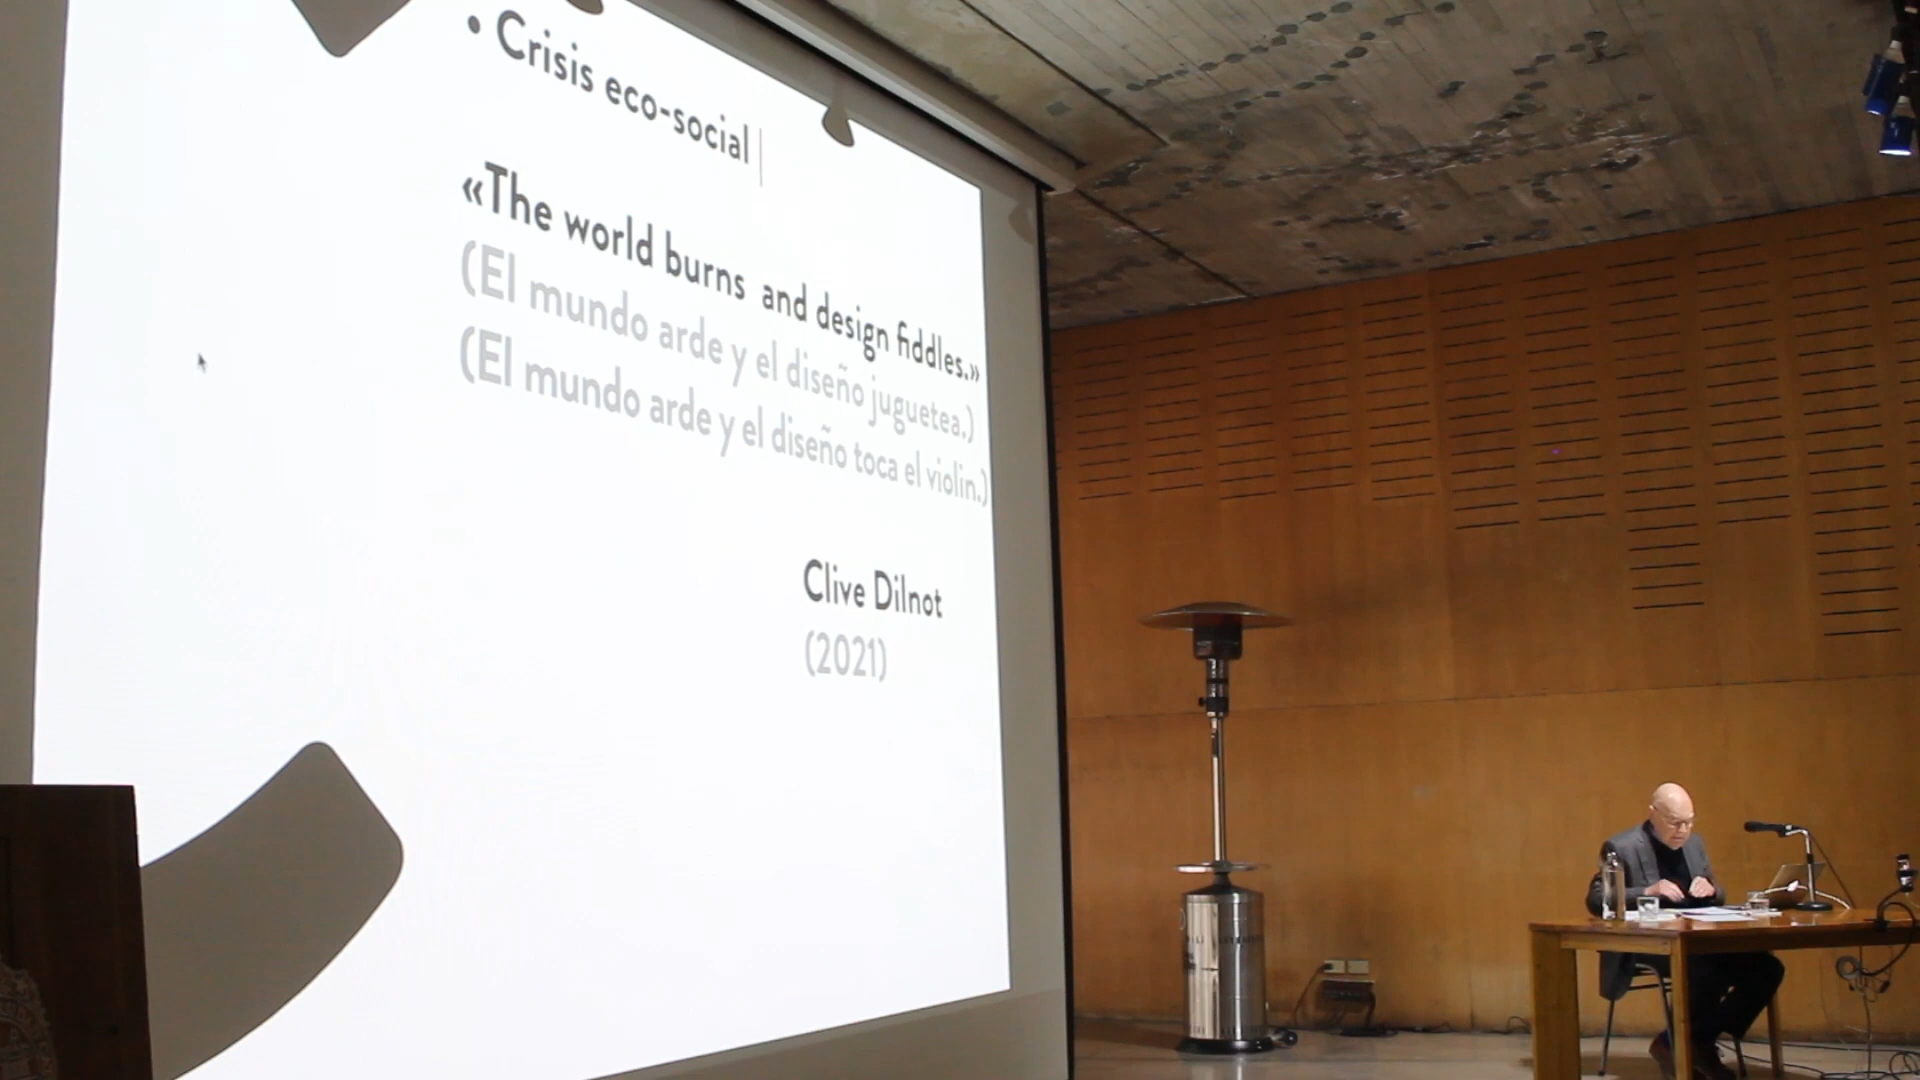 • Crisis eco-social
«The world burns and design fiddles.»
(El mundo arde y el diseño juguetea.)
(El mundo arde y el diseño toca el violin.)
Clive Dilnot
(2021)